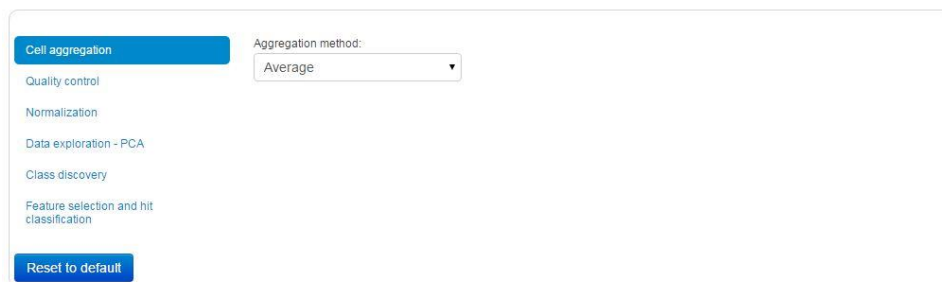 Cell aggregation
Aggregation method:
Average
Quality control
Normalization
Data exploration - PCA
Class discovery
Feature selection and hit
classification
Reset to default